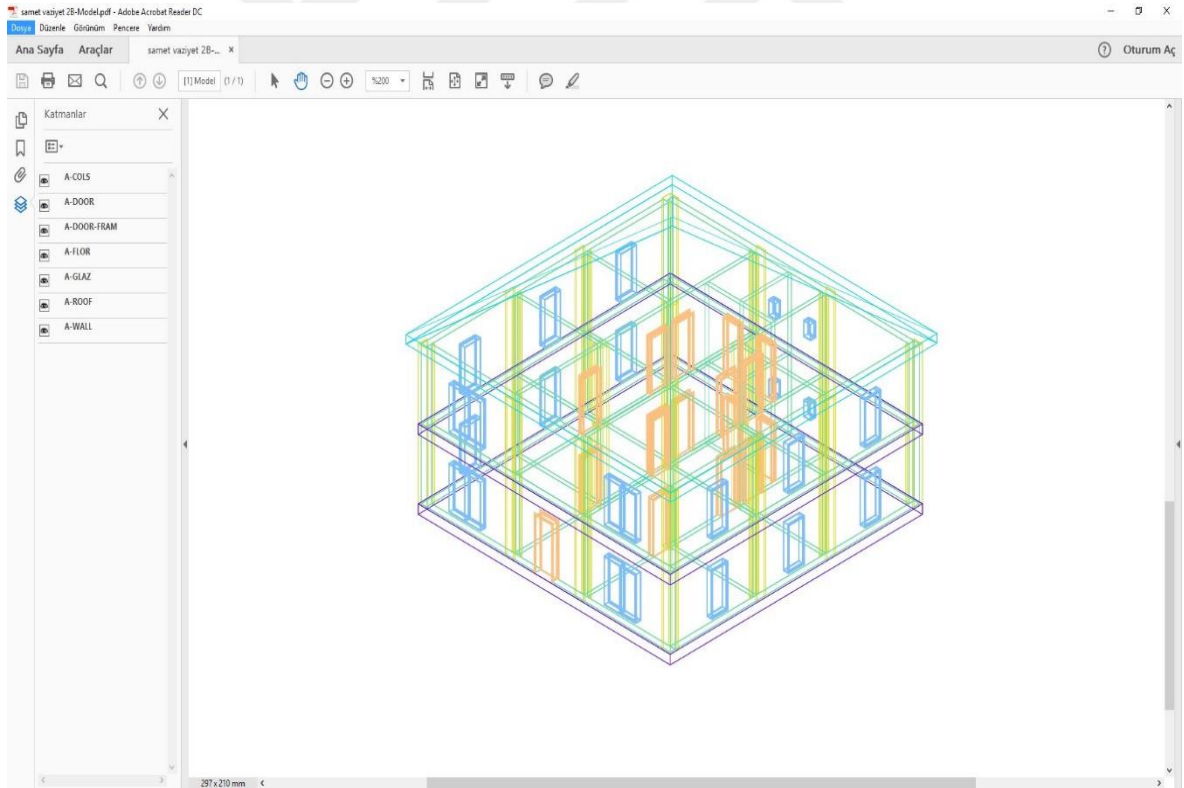 samet vaziyet 2B-Model.pdf - Adobe Acrobat Reader DC
Dosya Düzenle Görünüm Pencere Yardım
Ana Sayfa Araçlar samet vaziyet 2B-... × Oturum Aç
[1] Model (1 / 1) %200
Katmanlar
A-COLS
A-DOOR
A-DOOR-FRAM
A-FLOR
A-GLAZ
A-ROOF
A-WALL
297 x 210 mm